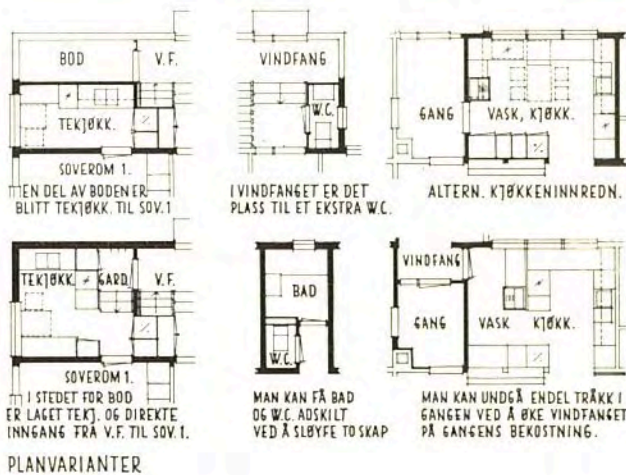 BOD
V.F.
TEKJØKK.
SOVEROM 1.
EN DEL AV BODEN ER
BLITT TEKJØKK. TIL SOV.1
VINDFANG
W.C.
I VINDFANGET ER DET
PLASS TIL ET EKSTRA W.C.
GANG
VASK, KJØKK.
ALTERN. KJØKKENINNREDN.
TEKJØKK.
GARD.
V.F.
SOVEROM 1.
I STEDET FOR BOD
ER LAGET TEKJ. OG DIREKTE
INNGANG FRA V.F. TIL SOV.1.
BAD
W.C.
MAN KAN FÅ BAD
OG W.C. ADSKILT
VED Å SLØYFE TO SKAP
VINDFANG
GANG
VASK KJØKK.
MAN KAN UNDGÅ ENDEL TRÅKK I
GANGEN VED Å ØKE VINDFANGET
PÅ GANGENS BEKOSTNING.
PLANVARIANTER